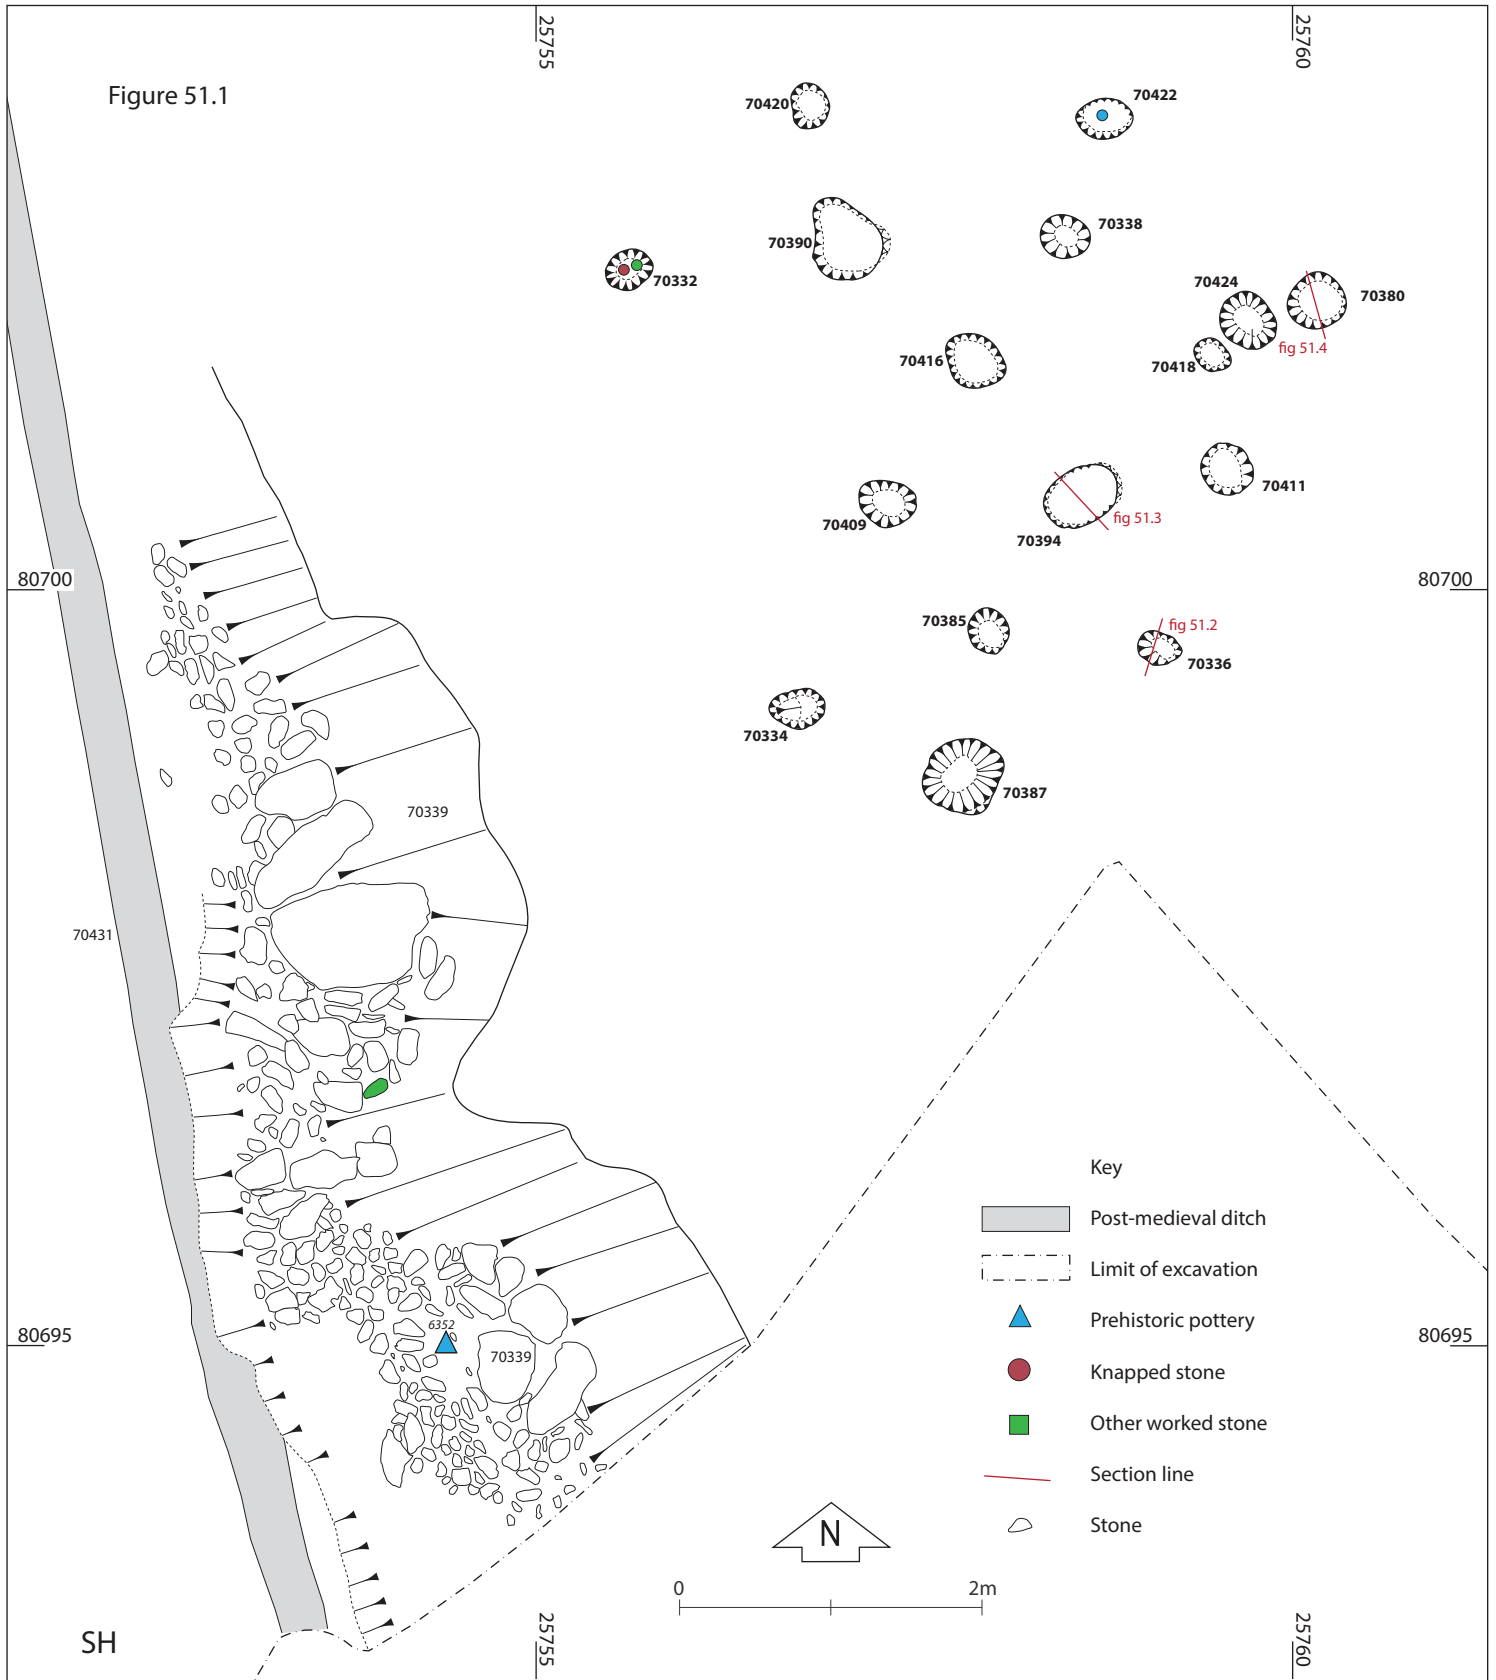 25755
25760
Figure 51.1
70420
70422
70390
70338
70332
70424
70380
fig 51.4
70416
70418
70411
70409
fig 51.3
70394
80700
80700
70385
fig 51.2
70336
70334
70387
70339
70431
Key
Post-medieval ditch
Limit of excavation
Prehistoric pottery
6352
80695
80695
70339
Knapped stone
Other worked stone
Section line
Stone
N
0
2m
SH
25755
25760